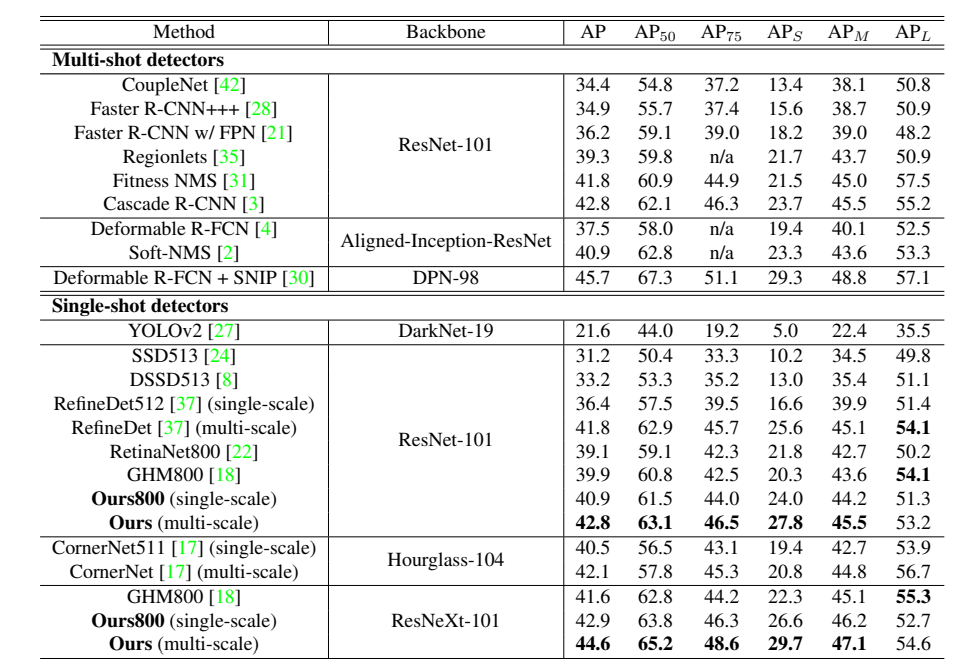 Method Backbone AP AP50 AP75 APS APM APL
Multi-shot detectors
CoupleNet [42] 34.4 54.8 37.2 13.4 38.1 50.8
Faster R-CNN+++ [28] 34.9 55.7 37.4 15.6 38.7 50.9
Faster R-CNN w/ FPN [21] 36.2 59.1 39.0 18.2 39.0 48.2
ResNet-101
Regionlets [35] 39.3 59.8 n/a 21.7 43.7 50.9
Fitness NMS [31] 41.8 60.9 44.9 21.5 45.0 57.5
Cascade R-CNN [3] 42.8 62.1 46.3 23.7 45.5 55.2
Deformable R-FCN [4] 37.5 58.0 n/a 19.4 40.1 52.5
Aligned-Inception-ResNet
Soft-NMS [2] 40.9 62.8 n/a 23.3 43.6 53.3
Deformable R-FCN + SNIP [30] DPN-98 45.7 67.3 51.1 29.3 48.8 57.1
Single-shot detectors
YOLOv2 [27] DarkNet-19 21.6 44.0 19.2 5.0 22.4 35.5
SSD513 [24] 31.2 50.4 33.3 10.2 34.5 49.8
DSSD513 [8] 33.2 53.3 35.2 13.0 35.4 51.1
RefineDet512 [37] (single-scale) 36.4 57.5 39.5 16.6 39.9 51.4
RefineDet [37] (multi-scale) 41.8 62.9 45.7 25.6 45.1 54.1
ResNet-101
RetinaNet800 [22] 39.1 59.1 42.3 21.8 42.7 50.2
GHM800 [18] 39.9 60.8 42.5 20.3 43.6 54.1
Ours800 (single-scale) 40.9 61.5 44.0 24.0 44.2 51.3
Ours (multi-scale) 42.8 63.1 46.5 27.8 45.5 53.2
CornerNet511 [17] (single-scale) 40.5 56.5 43.1 19.4 42.7 53.9
Hourglass-104
CornerNet [17] (multi-scale) 42.1 57.8 45.3 20.8 44.8 56.7
GHM800 [18] 41.6 62.8 44.2 22.3 45.1 55.3
Ours800 (single-scale) ResNeXt-101 42.9 63.8 46.3 26.6 46.2 52.7
Ours (multi-scale) 44.6 65.2 48.6 29.7 47.1 54.6